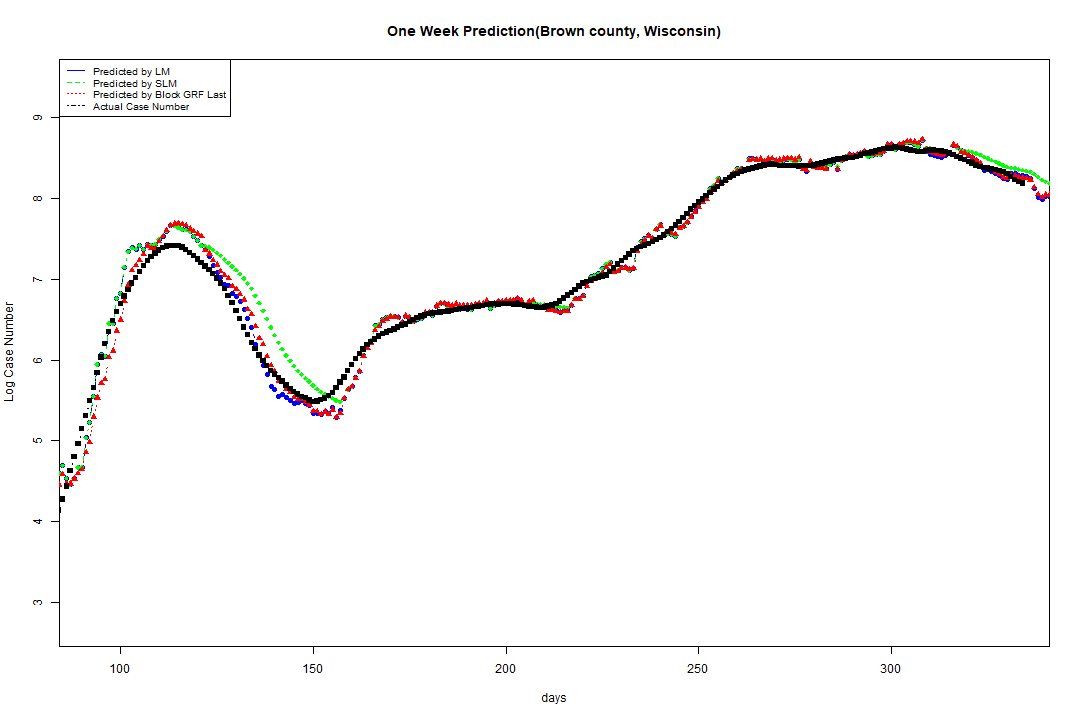 One Week Prediction(Brown county, Wisconsin)
Predicted by LM
Predicted by SLM
Predicted by Block GRF Last
Actual Case Number
9
8
7
6
5
4
3
Log Case Number
100 150 200 250 300
days